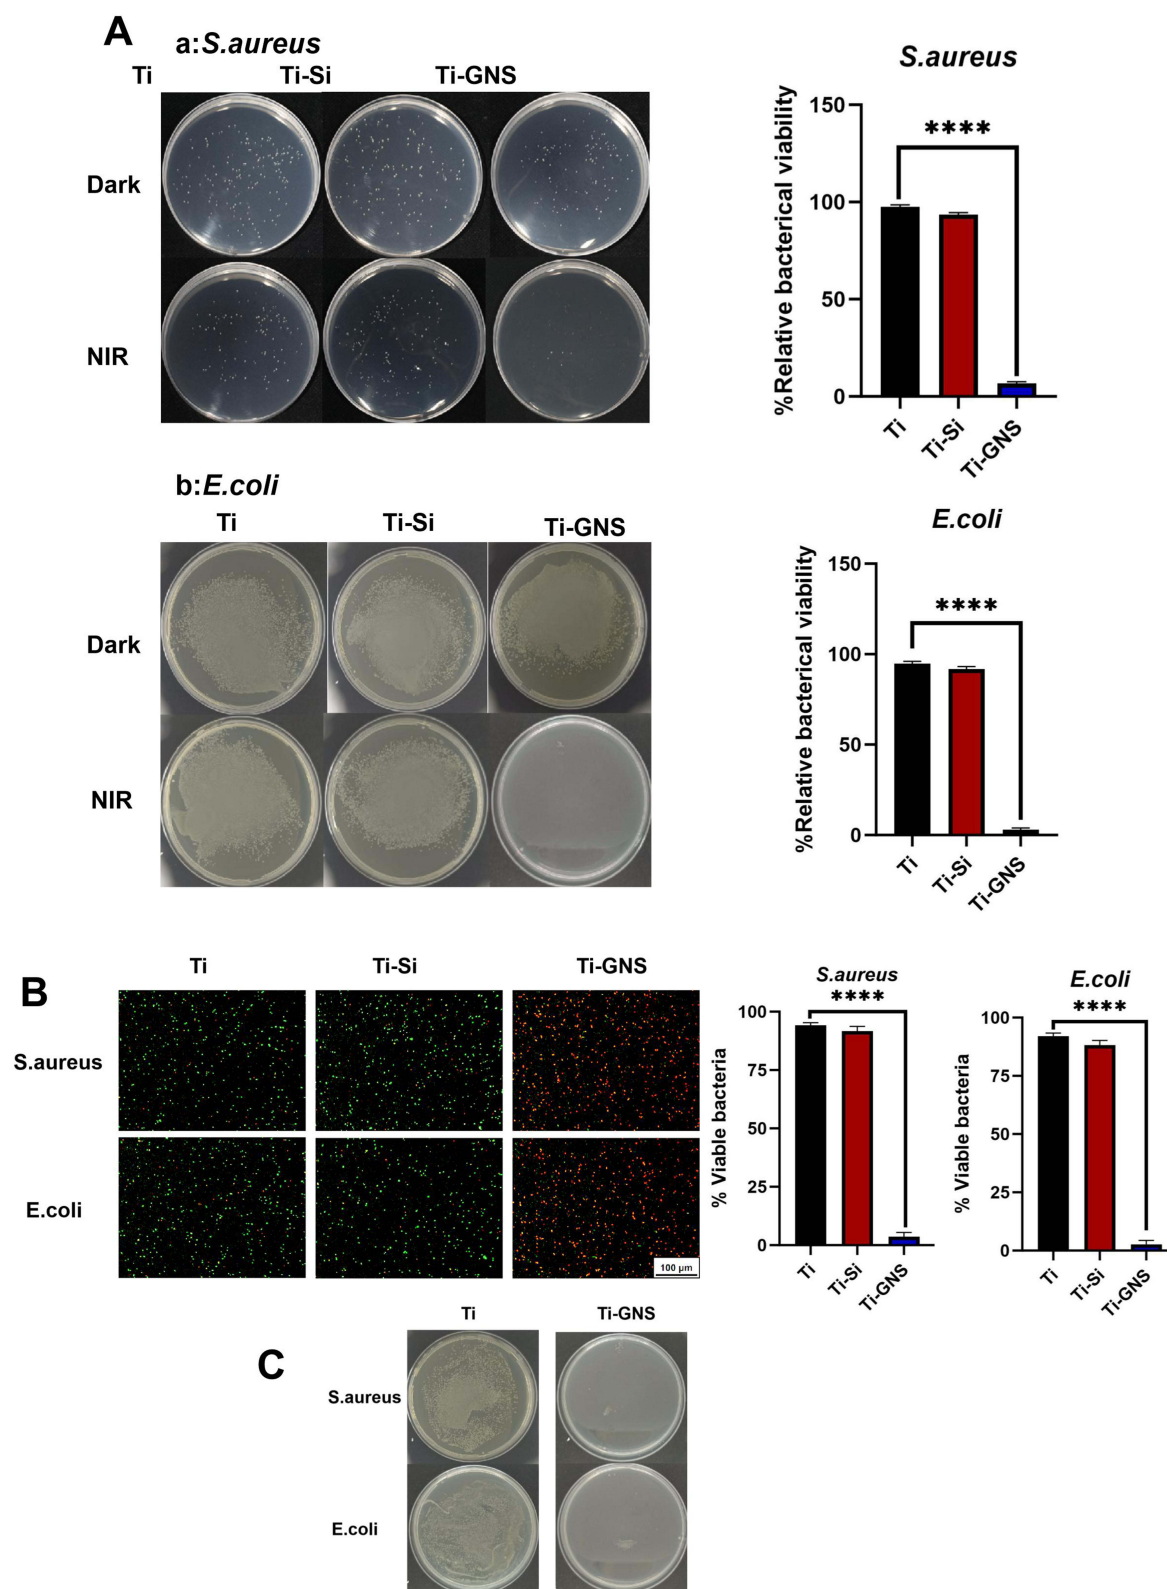 A
a:S.aureus
Ti Ti-Si Ti-GNS
Dark
NIR
S.aureus
%Relative bacterical viability
150
100
50
0
****
Ti
Ti-Si
Ti-GNS
b:E.coli
Ti Ti-Si Ti-GNS
Dark
NIR
E.coli
%Relative bacterical viability
150
100
50
0
****
Ti
Ti-Si
Ti-GNS
B
Ti Ti-Si Ti-GNS
S.aureus
E.coli
100 µm
S.aureus
****
% Viable bacteria
100
75
50
25
0
Ti
Ti-Si
Ti-GNS
E.coli
****
% Viable bacteria
100
75
50
25
0
Ti
Ti-Si
Ti-GNS
C
Ti Ti-GNS
S.aureus
E.coli